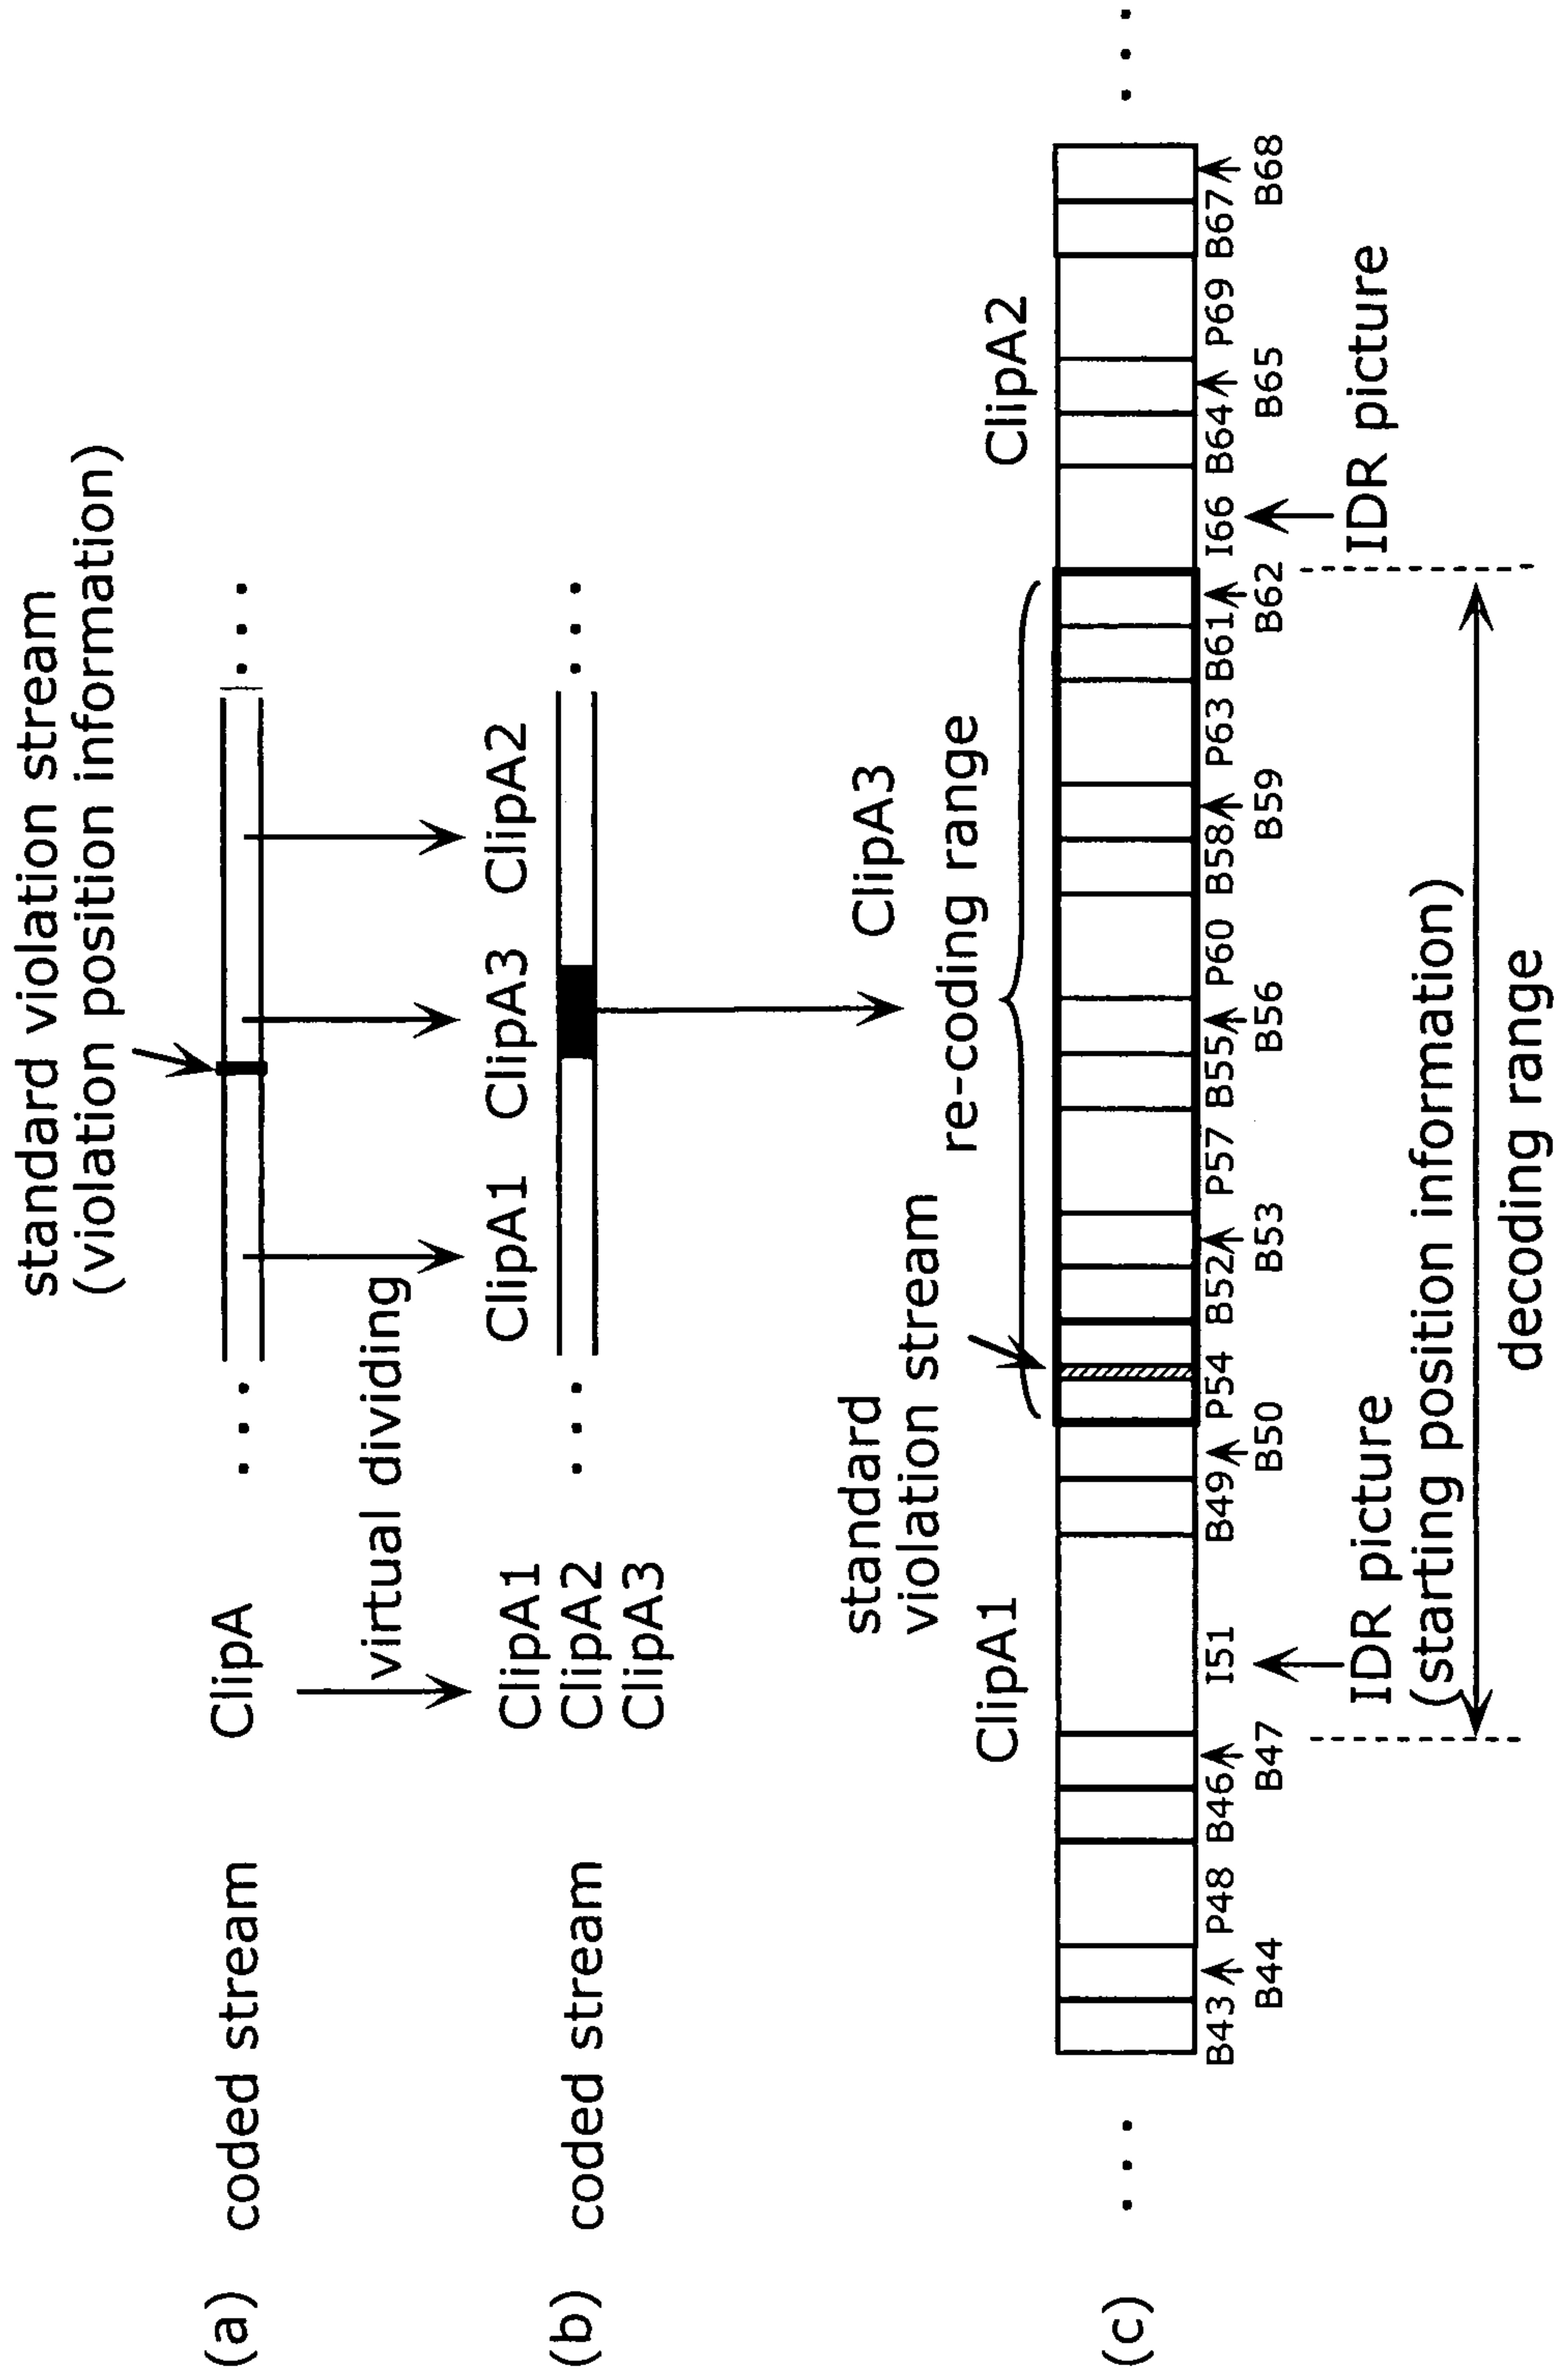 standard violation stream
(violation position information)
(a) coded stream ClipA
virtual dividing
ClipA1 ClipA3 ClipA2
(b) coded stream
ClipA1
ClipA2
ClipA3
ClipA3
standard
violation stream
re-coding range
ClipA1
ClipA2
(c)
B43 P48 B46 I51 B49 P54 B52 P57 B55 P60 B58 P63 B61 I66 B64 P69 B67
B44 B47 B50 B53 B56 B59 B62 B65 B68
IDR picture
(starting position information)
IDR picture
decoding range